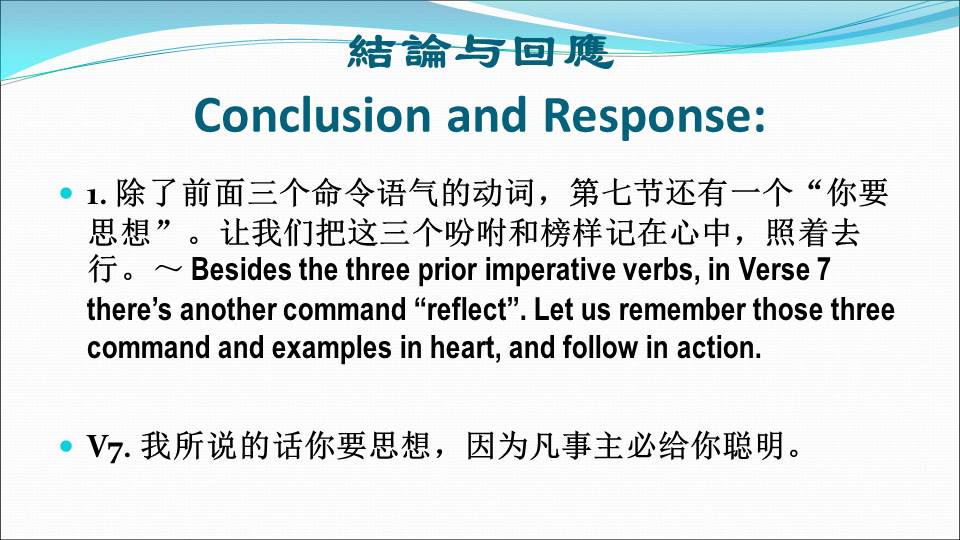 結論与回應
Conclusion and Response:
1. 除了前面三个命令语气的动词，第七节还有一个“你要
思想”。让我们把这三个吩咐和榜样记在心中，照着去
行。～ Besides the three prior imperative verbs, in Verse 7
there’s another command “reflect”. Let us remember those three
command and examples in heart, and follow in action.
V7. 我所说的话你要思想，因为凡事主必给你聪明。